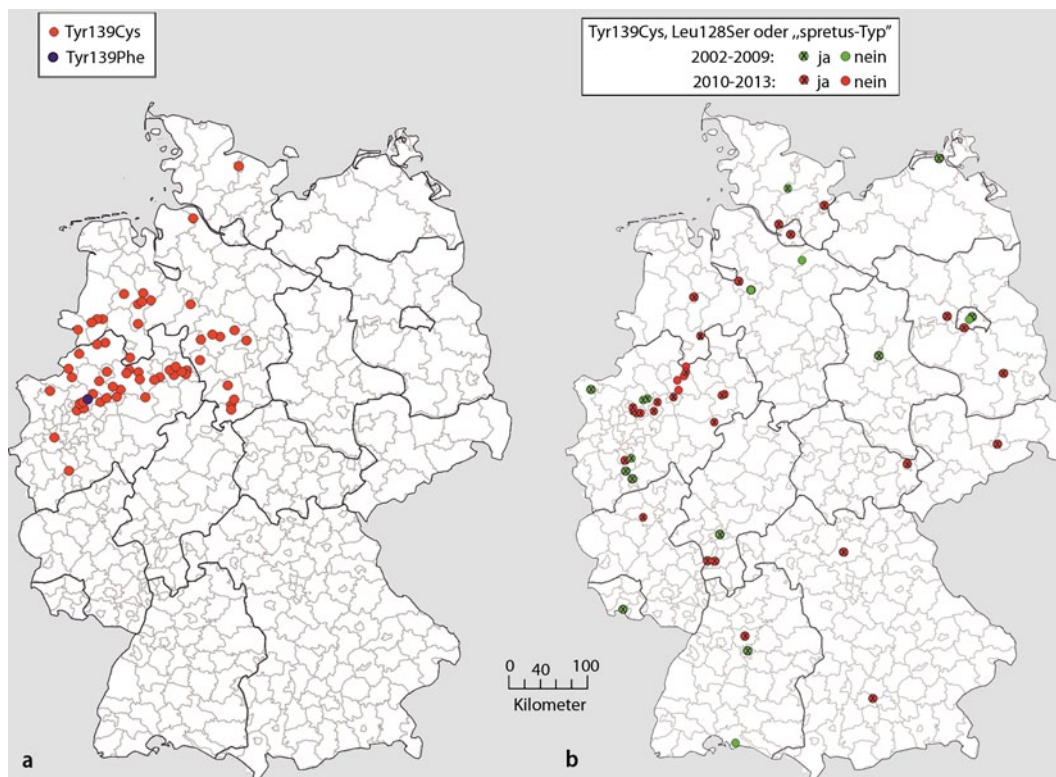 Tyr139Cys
Tyr139Phe
Tyr139Cys, Leu128Ser oder „spretus-Typ"
2002-2009: ja nein
2010-2013: ja nein
0 40 100
Kilometer
a
b